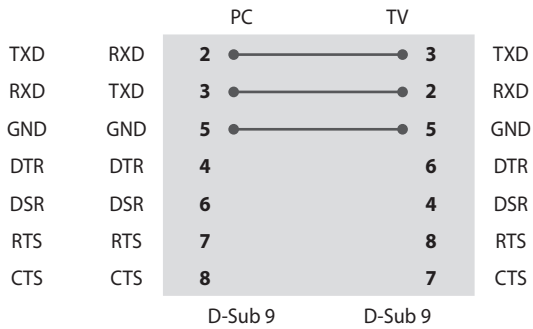 PC TV
TXD RXD 2 3 TXD
RXD TXD 3 2 RXD
GND GND 5 5 GND
DTR DTR 4 6 DTR
DSR DSR 6 4 DSR
RTS RTS 7 8 RTS
CTS CTS 8 7 CTS
D-Sub 9 D-Sub 9